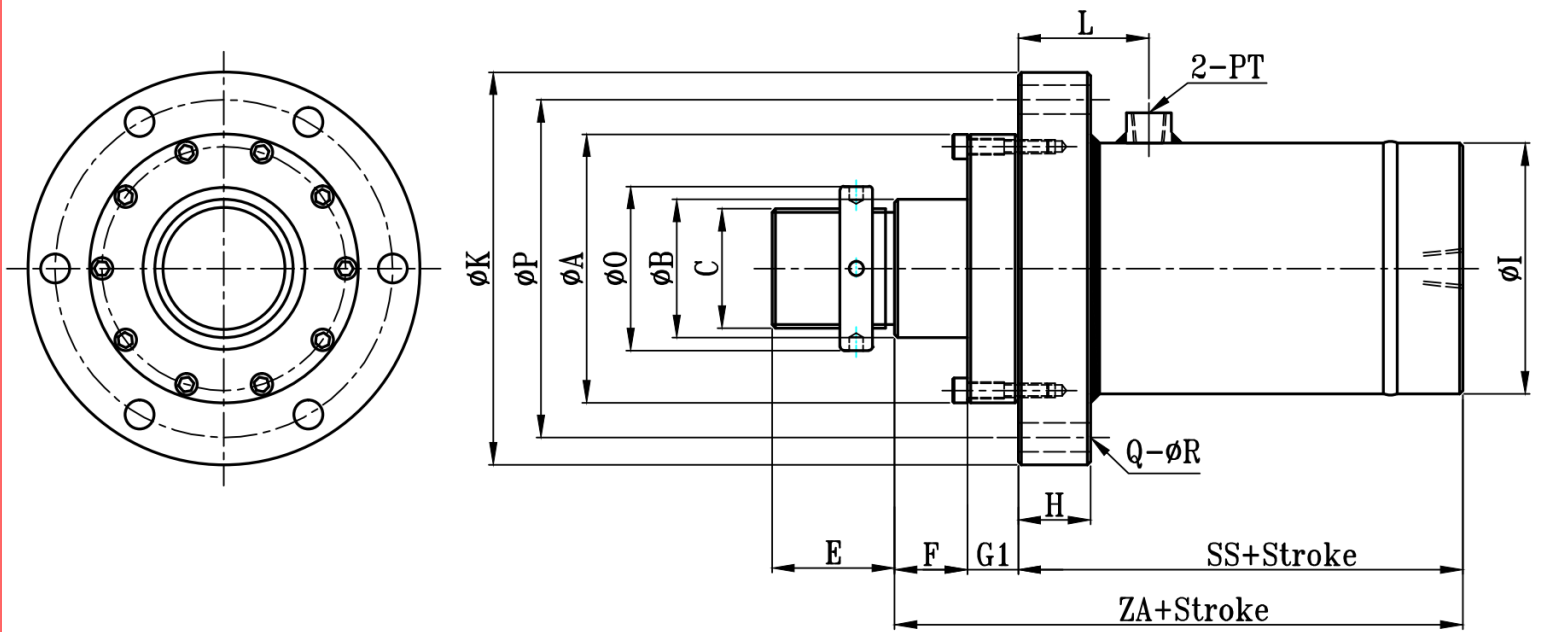 L
2-PT
øK
øP
øA
øO
øB
C
øI
Q-øR
H
E
F
G1
SS+Stroke
ZA+Stroke